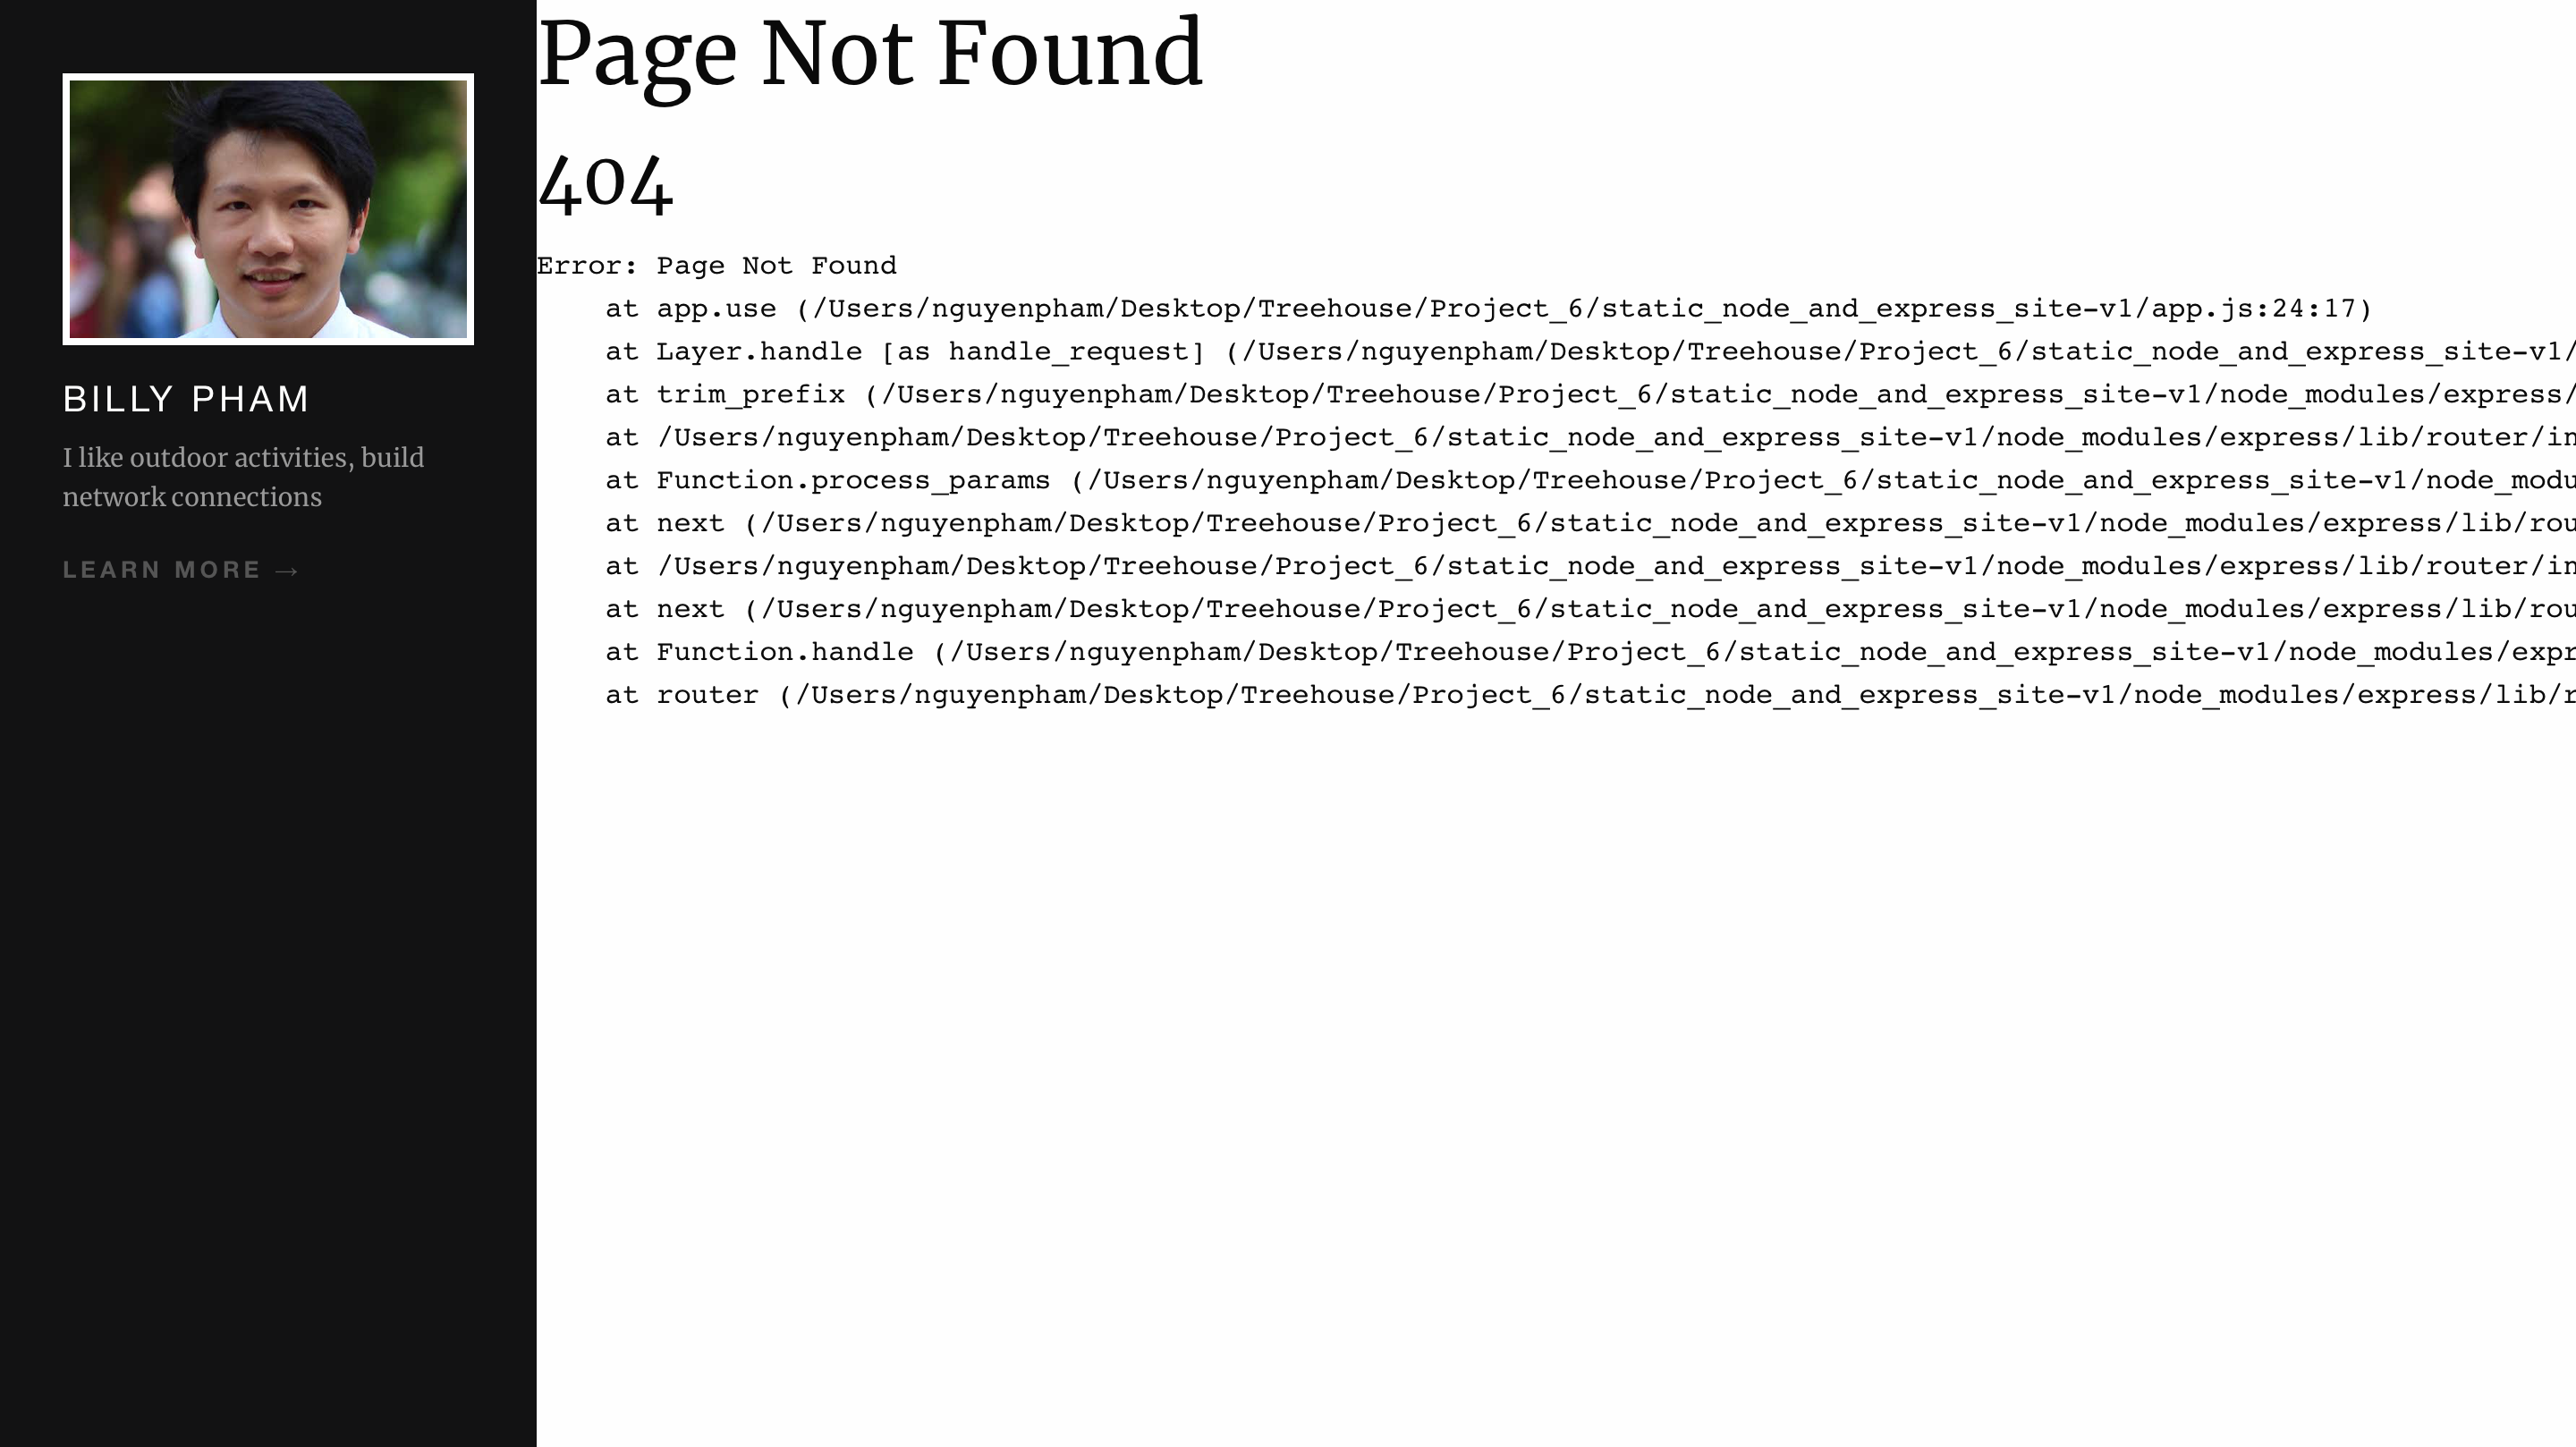 BILLY PHAM
I like outdoor activities, build
network connections
LEARN MORE →
Page Not Found
404
Error: Page Not Found
    at app.use (/Users/nguyenpham/Desktop/Treehouse/Project_6/static_node_and_express_site-v1/app.js:24:17)
    at Layer.handle [as handle_request] (/Users/nguyenpham/Desktop/Treehouse/Project_6/static_node_and_express_site-v1/
    at trim_prefix (/Users/nguyenpham/Desktop/Treehouse/Project_6/static_node_and_express_site-v1/node_modules/express/
    at /Users/nguyenpham/Desktop/Treehouse/Project_6/static_node_and_express_site-v1/node_modules/express/lib/router/in
    at Function.process_params (/Users/nguyenpham/Desktop/Treehouse/Project_6/static_node_and_express_site-v1/node_modu
    at next (/Users/nguyenpham/Desktop/Treehouse/Project_6/static_node_and_express_site-v1/node_modules/express/lib/rou
    at /Users/nguyenpham/Desktop/Treehouse/Project_6/static_node_and_express_site-v1/node_modules/express/lib/router/in
    at next (/Users/nguyenpham/Desktop/Treehouse/Project_6/static_node_and_express_site-v1/node_modules/express/lib/rou
    at Function.handle (/Users/nguyenpham/Desktop/Treehouse/Project_6/static_node_and_express_site-v1/node_modules/expr
    at router (/Users/nguyenpham/Desktop/Treehouse/Project_6/static_node_and_express_site-v1/node_modules/express/lib/r